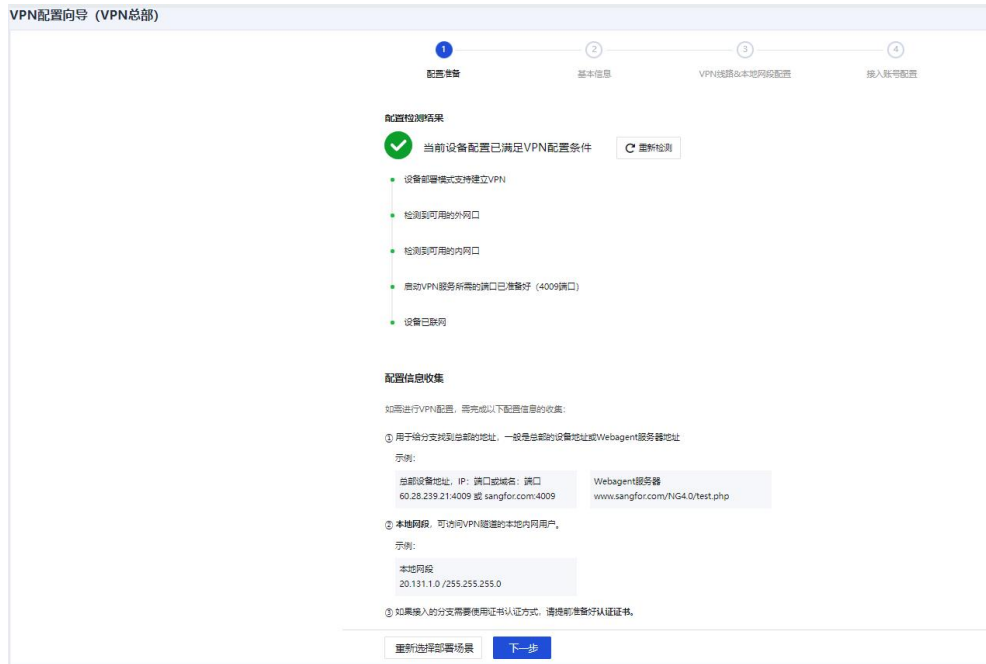 VPN配置向导（VPN总部）
1
2
3
4
配置准备
基本信息
VPN线路&本地网段配置
接入账号配置
配置检测结果
当前设备配置已满足VPN配置条件
重新检测
设备部署模式支持建立VPN
检测到可用的外网口
检测到可用的内网口
启动VPN服务所需的端口已准备好（4009端口）
设备已联网
配置信息收集
如需进行VPN配置，需完成以下配置信息的收集：
① 用于给分支找到总部的地址，一般是总部的设备地址或Webagent服务器地址
示例：
总部设备地址，IP：端口或域名：端口
60.28.239.21:4009 或 sangfor.com:4009
Webagent服务器
www.sangfor.com/NG4.0/test.php
② 本地网段，可访问VPN隧道的本地内网用户。
示例：
本地网段
20.131.1.0 /255.255.255.0
③ 如果接入的分支需要使用证书认证方式，请提前准备好认证证书。
重新选择部署场景
下一步